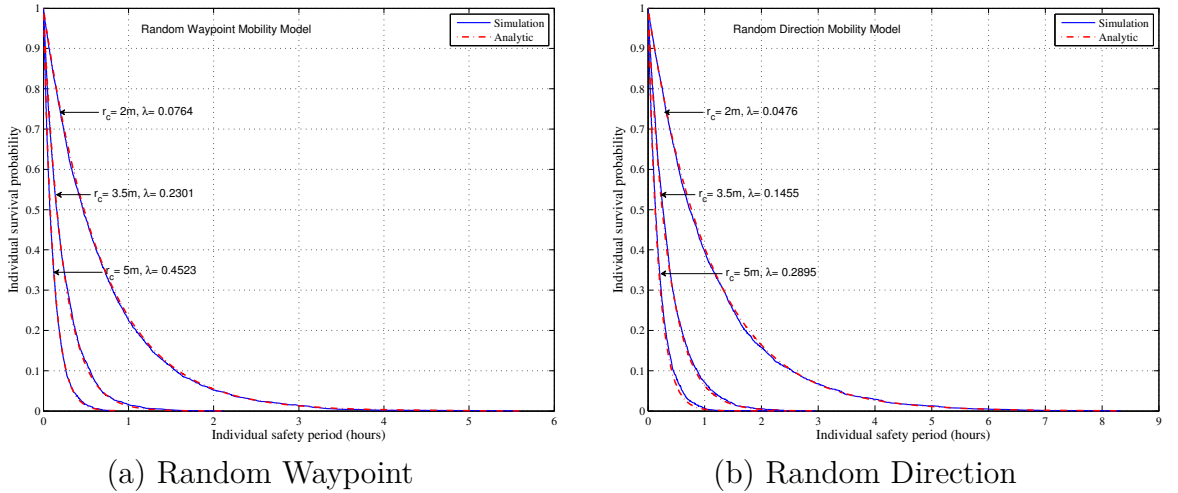 Random Waypoint Mobility Model
Simulation
Analytic
r_c= 2m, λ= 0.0764
r_c= 3.5m, λ= 0.2301
r_c= 5m, λ= 0.4523
Individual survival probability
1
0.9
0.8
0.7
0.6
0.5
0.4
0.3
0.2
0.1
0
0 1 2 3 4 5 6
Individual safety period (hours)
(a) Random Waypoint
Random Direction Mobility Model
Simulation
Analytic
r_c= 2m, λ= 0.0476
r_c= 3.5m, λ= 0.1455
r_c= 5m, λ= 0.2895
Individual survival probability
1
0.9
0.8
0.7
0.6
0.5
0.4
0.3
0.2
0.1
0
0 1 2 3 4 5 6 7 8 9
Individual safety period (hours)
(b) Random Direction